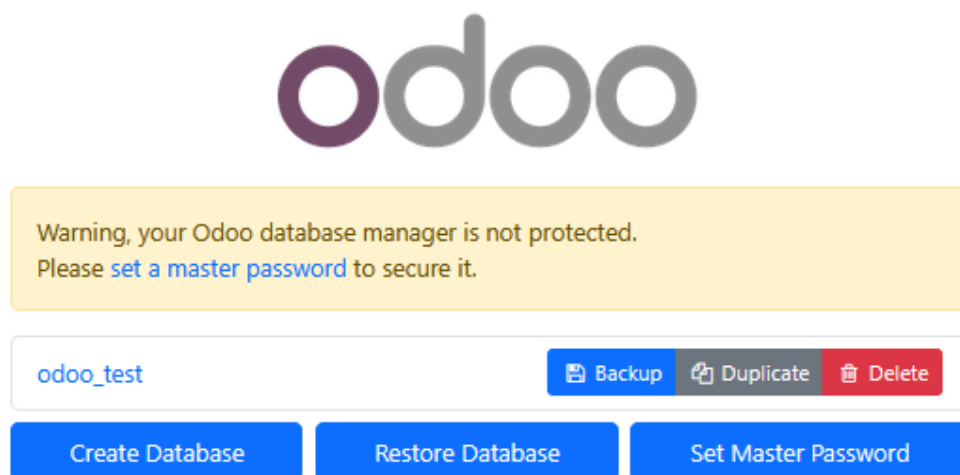 odoo
Warning, your Odoo database manager is not protected.
Please set a master password to secure it.
odoo_test
Backup
Duplicate
Delete
Create Database
Restore Database
Set Master Password